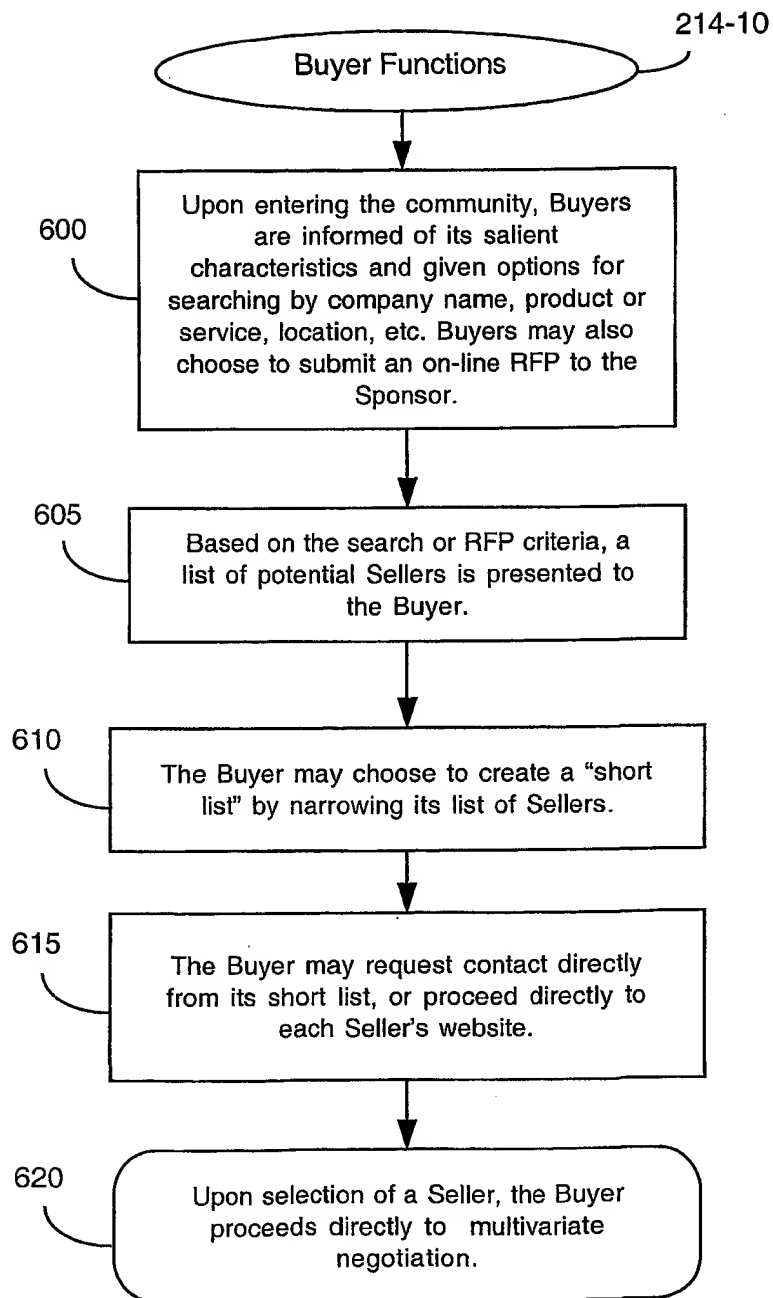 214-10
Buyer Functions
600
Upon entering the community, Buyers
are informed of its salient
characteristics and given options for
searching by company name, product or
service, location, etc. Buyers may also
choose to submit an on-line RFP to the
Sponsor.
605
Based on the search or RFP criteria, a
list of potential Sellers is presented to
the Buyer.
610
The Buyer may choose to create a “short
list” by narrowing its list of Sellers.
615
The Buyer may request contact directly
from its short list, or proceed directly to
each Seller's website.
620
Upon selection of a Seller, the Buyer
proceeds directly to multivariate
negotiation.